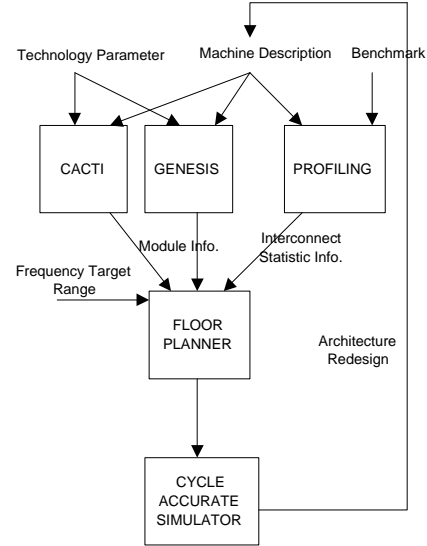 Technology Parameter
Machine Description
Benchmark
CACTI
GENESIS
PROFILING
Module Info.
Interconnect
Statistic Info.
Frequency Target
Range
FLOOR
PLANNER
Architecture
Redesign
CYCLE
ACCURATE
SIMULATOR